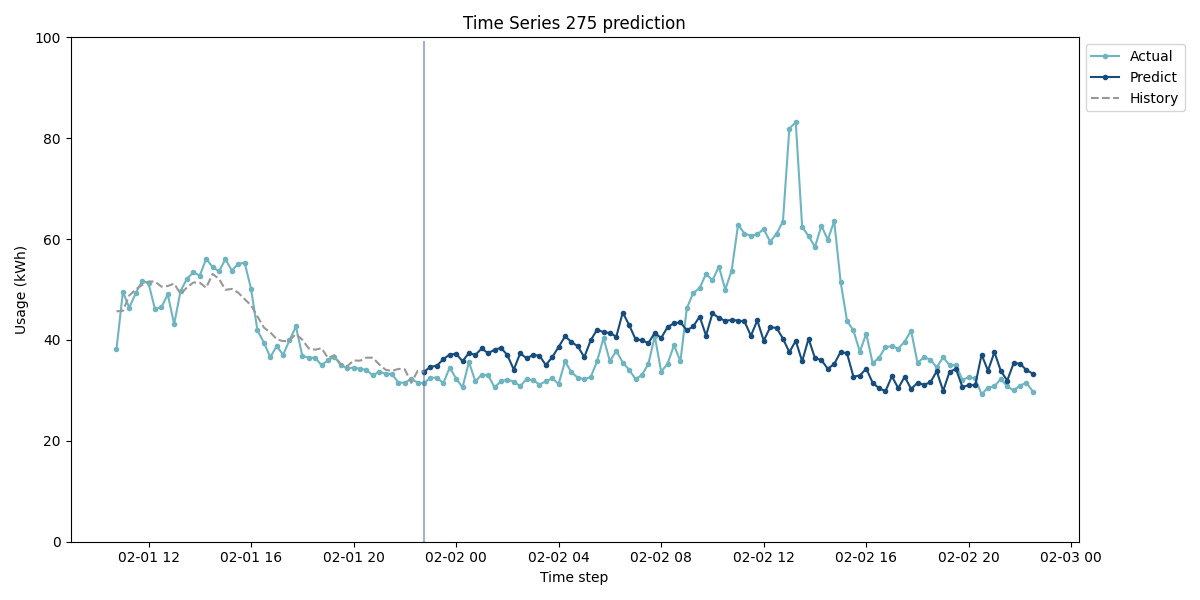 Time Series 275 prediction
Usage (kWh)
100
80
60
40
20
0
02-01 12
02-01 16
02-01 20
02-02 00
02-02 04
02-02 08
02-02 12
02-02 16
02-02 20
02-03 00
Time step
Actual
Predict
History